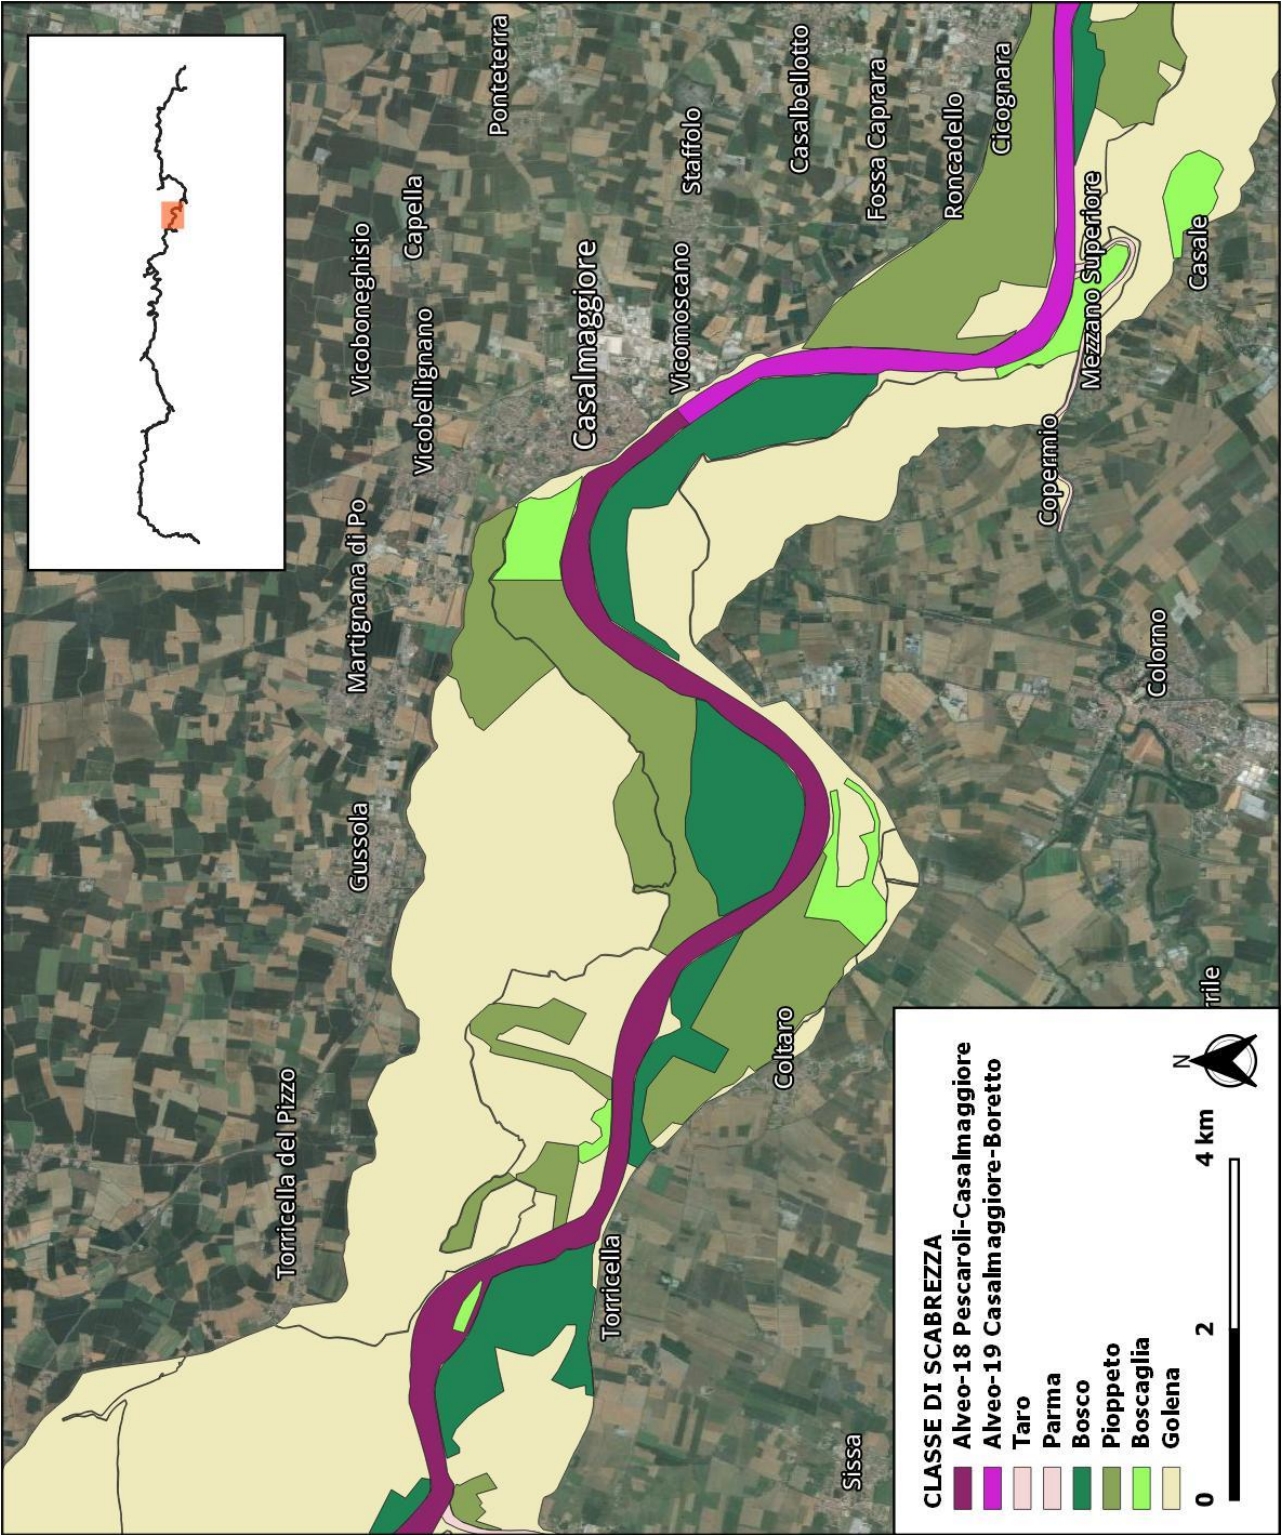 Ponteterra
Vicoboneghisio
Capella
Vicobellignano
Martignana di Po
Casalmaggiore
Staffolo
Vicomoscano
Casalbellotto
Fossa Caprara
Roncadello
Cicognara
Gussola
Torricella del Pizzo
Mezzano Superiore
Casale
Copermio
Colorno
Coltaro
Torricella
Sissa
rrile
CLASSE DI SCABREZZA
Alveo-18 Pescaroli-Casalmaggiore
Alveo-19 Casalmaggiore-Boretto
Taro
Parma
Bosco
Pioppeto
Boscaglia
Golena
0 2 4 km
N